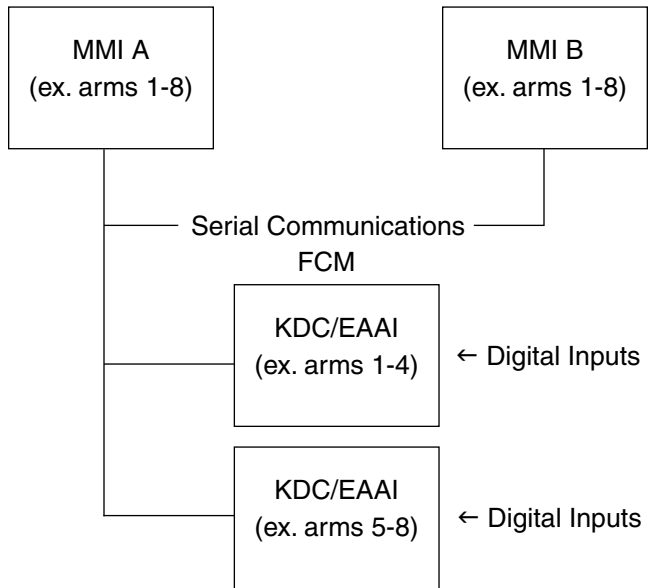 MMI A
(ex. arms 1-8)
MMI B
(ex. arms 1-8)
Serial Communications
FCM
KDC/EAAI
(ex. arms 1-4)
← Digital Inputs
KDC/EAAI
(ex. arms 5-8)
← Digital Inputs